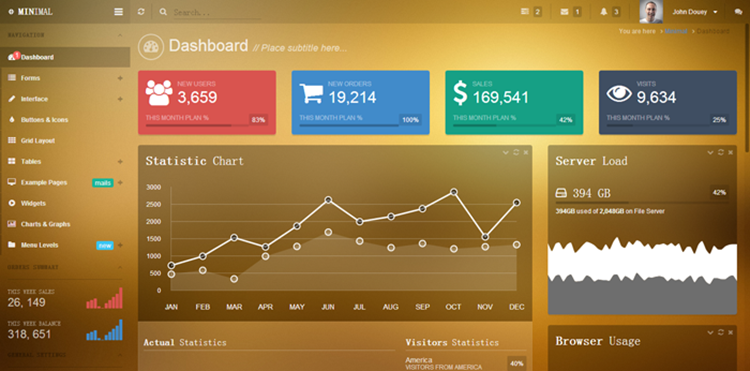 MINIMAL
Search...
2
1
3
John Douey
NAVIGATION
1
Dashboard
Forms
Interface
Buttons & Icons
Grid Layout
Tables
Example Pages
mails
Widgets
Charts & Graphs
Menu Levels
new
ORDERS SUMMARY
THIS WEEK SALES
26, 149
THIS WEEK BALANCE
318, 651
GENERAL SETTINGS
Dashboard // Place subtitle here...
You are here
Dashboard
NEW USERS
3,659
THIS MONTH PLAN %
83%
NEW ORDERS
19,214
THIS MONTH PLAN %
100%
SALES
169,541
THIS MONTH PLAN %
42%
VISITS
9,634
THIS MONTH PLAN %
25%
Statistic Chart
3000
2500
2000
1500
1000
500
0
JAN FEB MAR APR MAY JUN JUL AUG SEP OCT NOV DEC
Server Load
394 GB
42%
394GB used of 2,048GB on File Server
Actual Statistics
Visitors Statistics
America
VISITORS FROM AMERICA
40%
Browser Usage